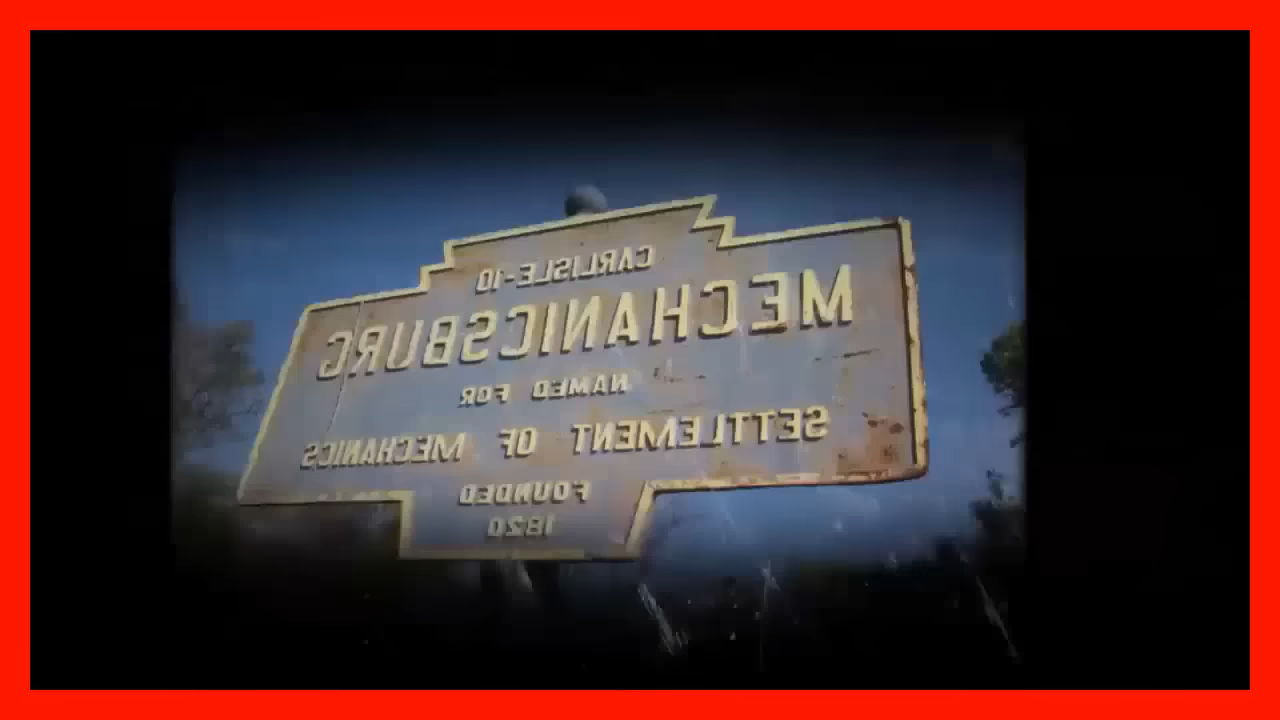 CARLISLE-10
MECHANICSBURG
NAMED FOR
SETTLEMENT OF MECHANICS
FOUNDED
1820